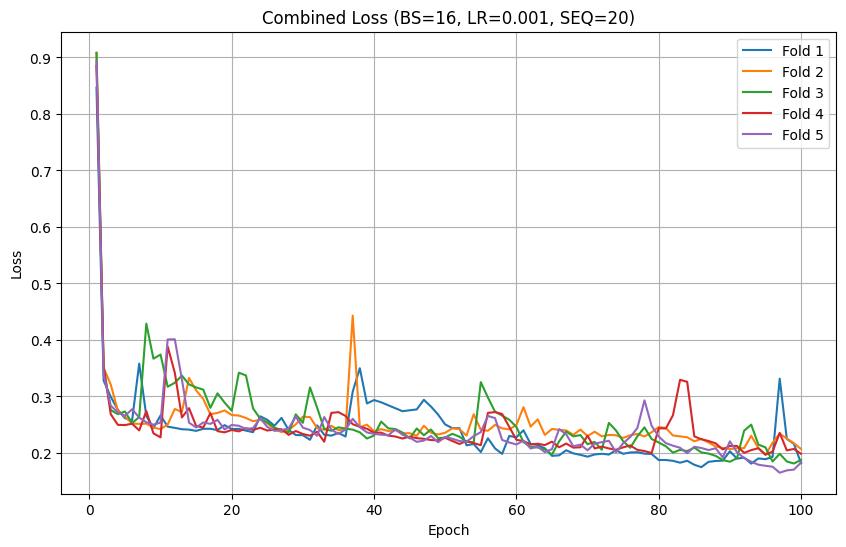 Combined Loss (BS=16, LR=0.001, SEQ=20)
Fold 1
Fold 2
Fold 3
Fold 4
Fold 5
0.9
0.8
0.7
0.6
0.5
0.4
0.3
0.2
Loss
0 20 40 60 80 100
Epoch